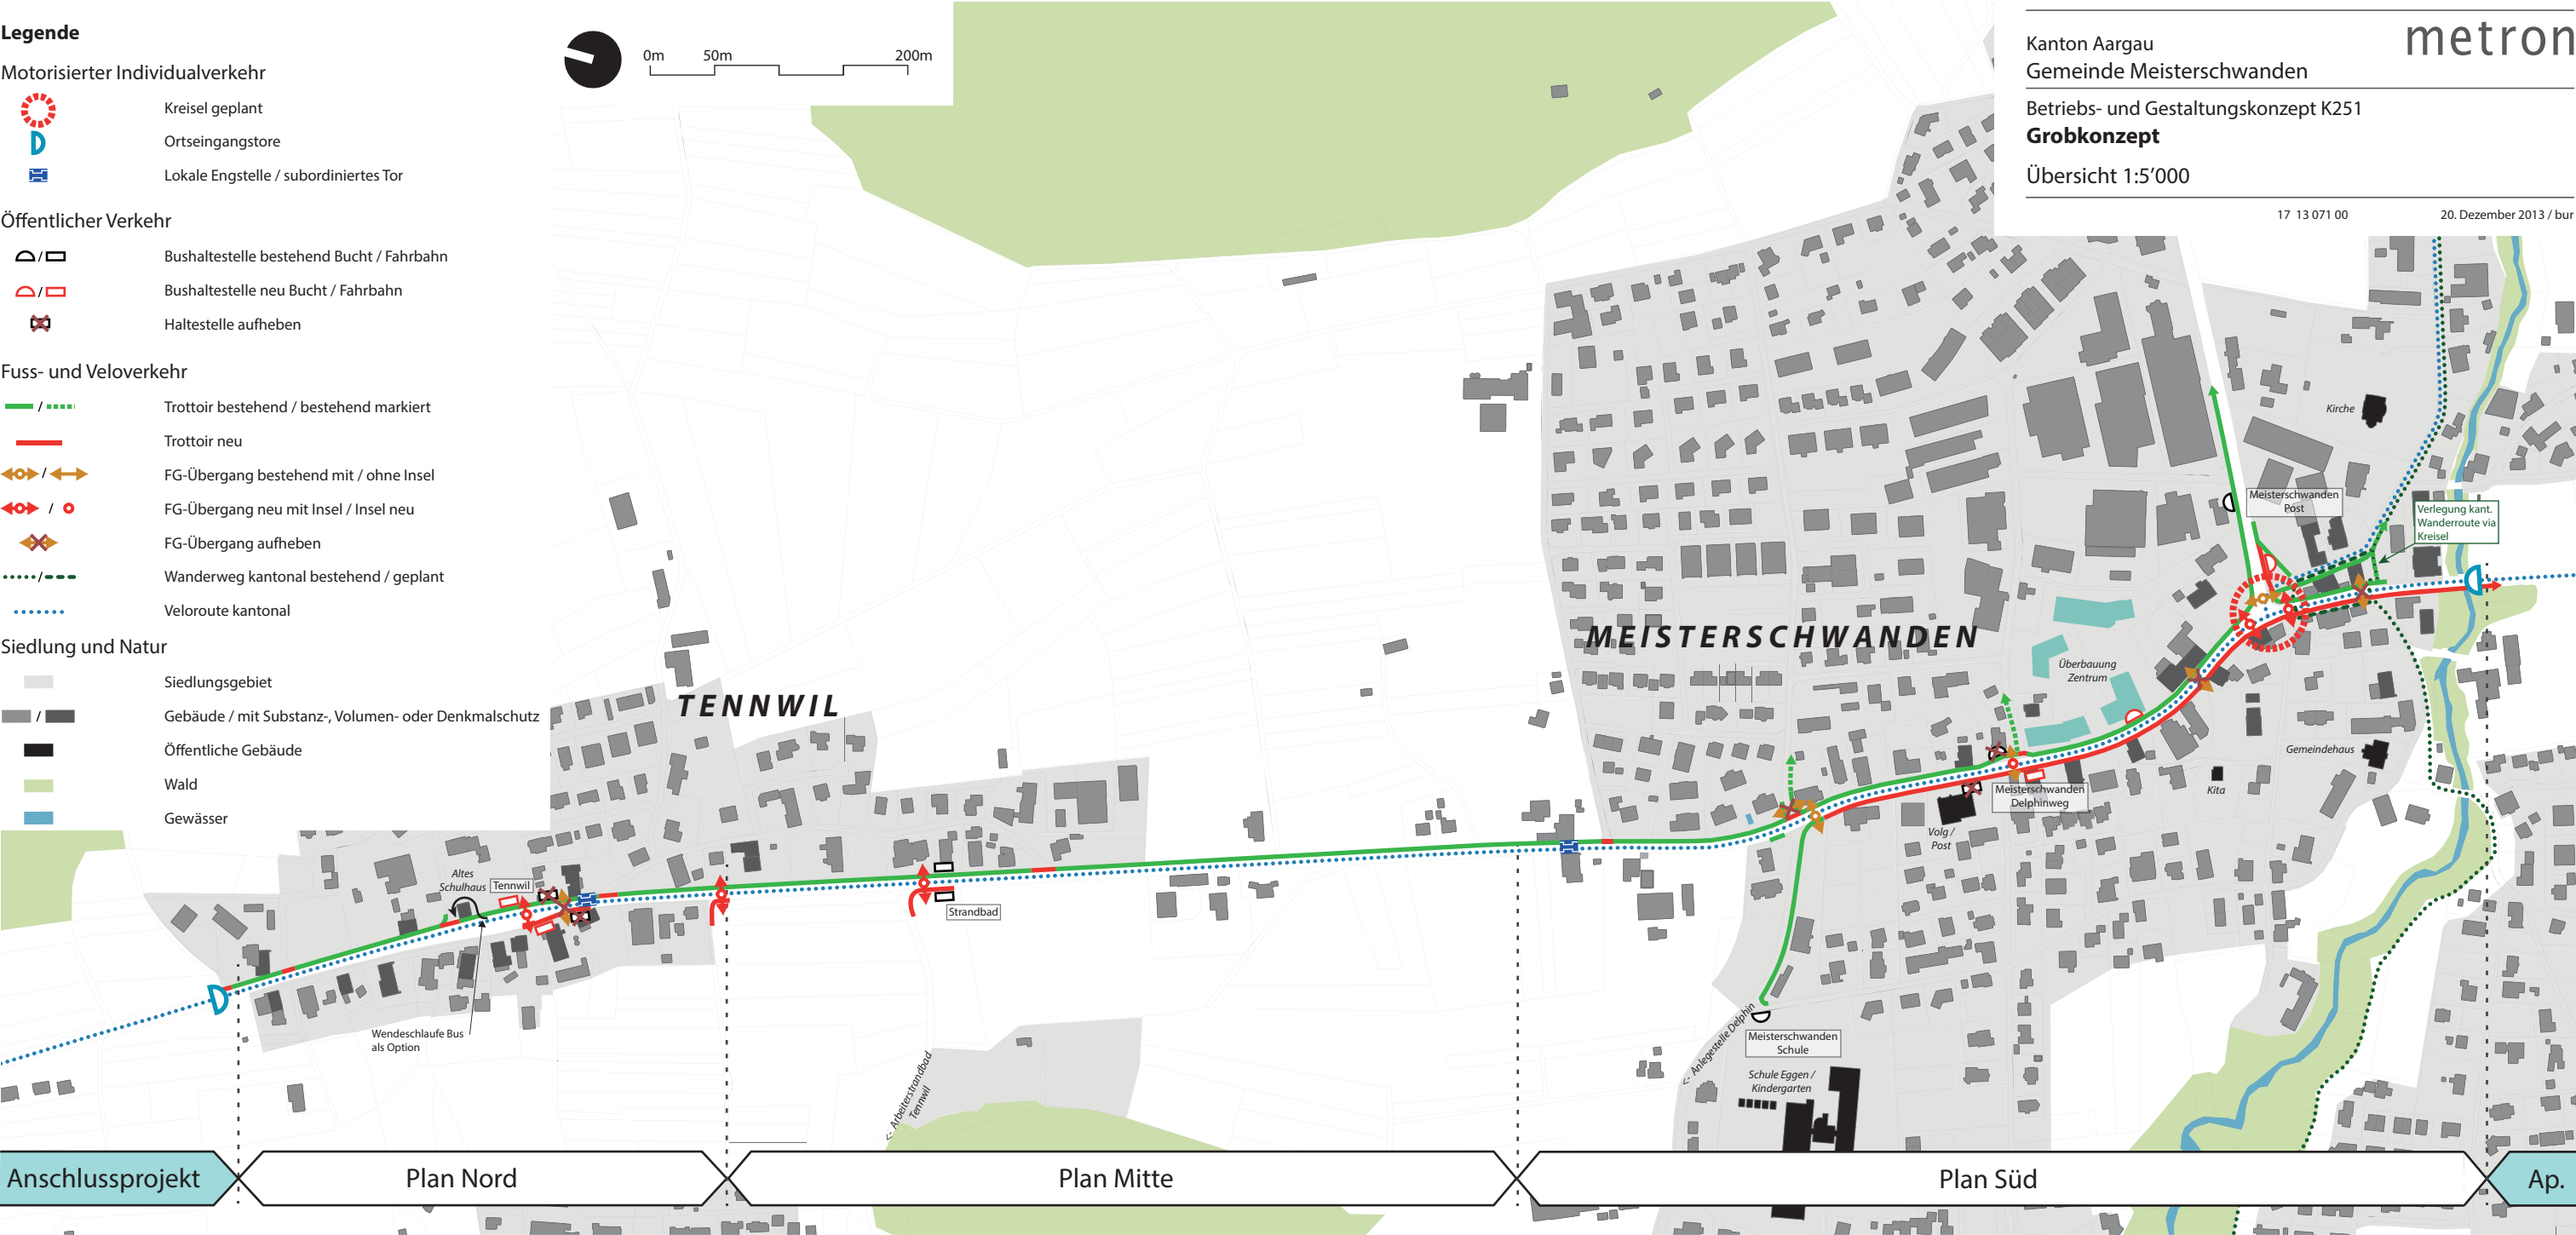 Legende
Motorisierter Individualverkehr
Kreisel geplant
Ortseingangstore
Lokale Engstelle / subordiniertes Tor
Öffentlicher Verkehr
/
Bushaltestelle bestehend Bucht / Fahrbahn
/
Bushaltestelle neu Bucht / Fahrbahn
Haltestelle aufheben
Fuss- und Veloverkehr
/
Trottoir bestehend / bestehend markiert
Trottoir neu
/
FG-Übergang bestehend mit / ohne Insel
/
FG-Übergang neu mit Insel / Insel neu
FG-Übergang aufheben
/
Wanderweg kantonal bestehend / geplant
Veloroute kantonal
Siedlung und Natur
Siedlungsgebiet
/
Gebäude / mit Substanz-, Volumen- oder Denkmalschutz
Öffentliche Gebäude
Wald
Gewässer
0m 50m 200m
metron
Kanton Aargau
Gemeinde Meisterschwanden
Betriebs- und Gestaltungskonzept K251
Grobkonzept
Übersicht 1:5’000
17 13 071 00 20. Dezember 2013 / bur
Kirche
Meisterschwanden
Post
Verlegung kant.
Wanderroute via
Kreisel
MEISTERSCHWANDEN
Überbauung
Zentrum
TENNWIL
Gemeindehaus
Kita
Meisterschwanden
Delphinweg
Volg /
Post
Altes
Schulhaus
Tennwil
Strandbad
Wendeschlaufe Bus
als Option
<- Arbeiterstrandbad
Tennwil
<- Anlegestelle Delphin
Meisterschwanden
Schule
Schule Eggen /
Kindergarten
Anschlussprojekt
Plan Nord
Plan Mitte
Plan Süd
Ap.